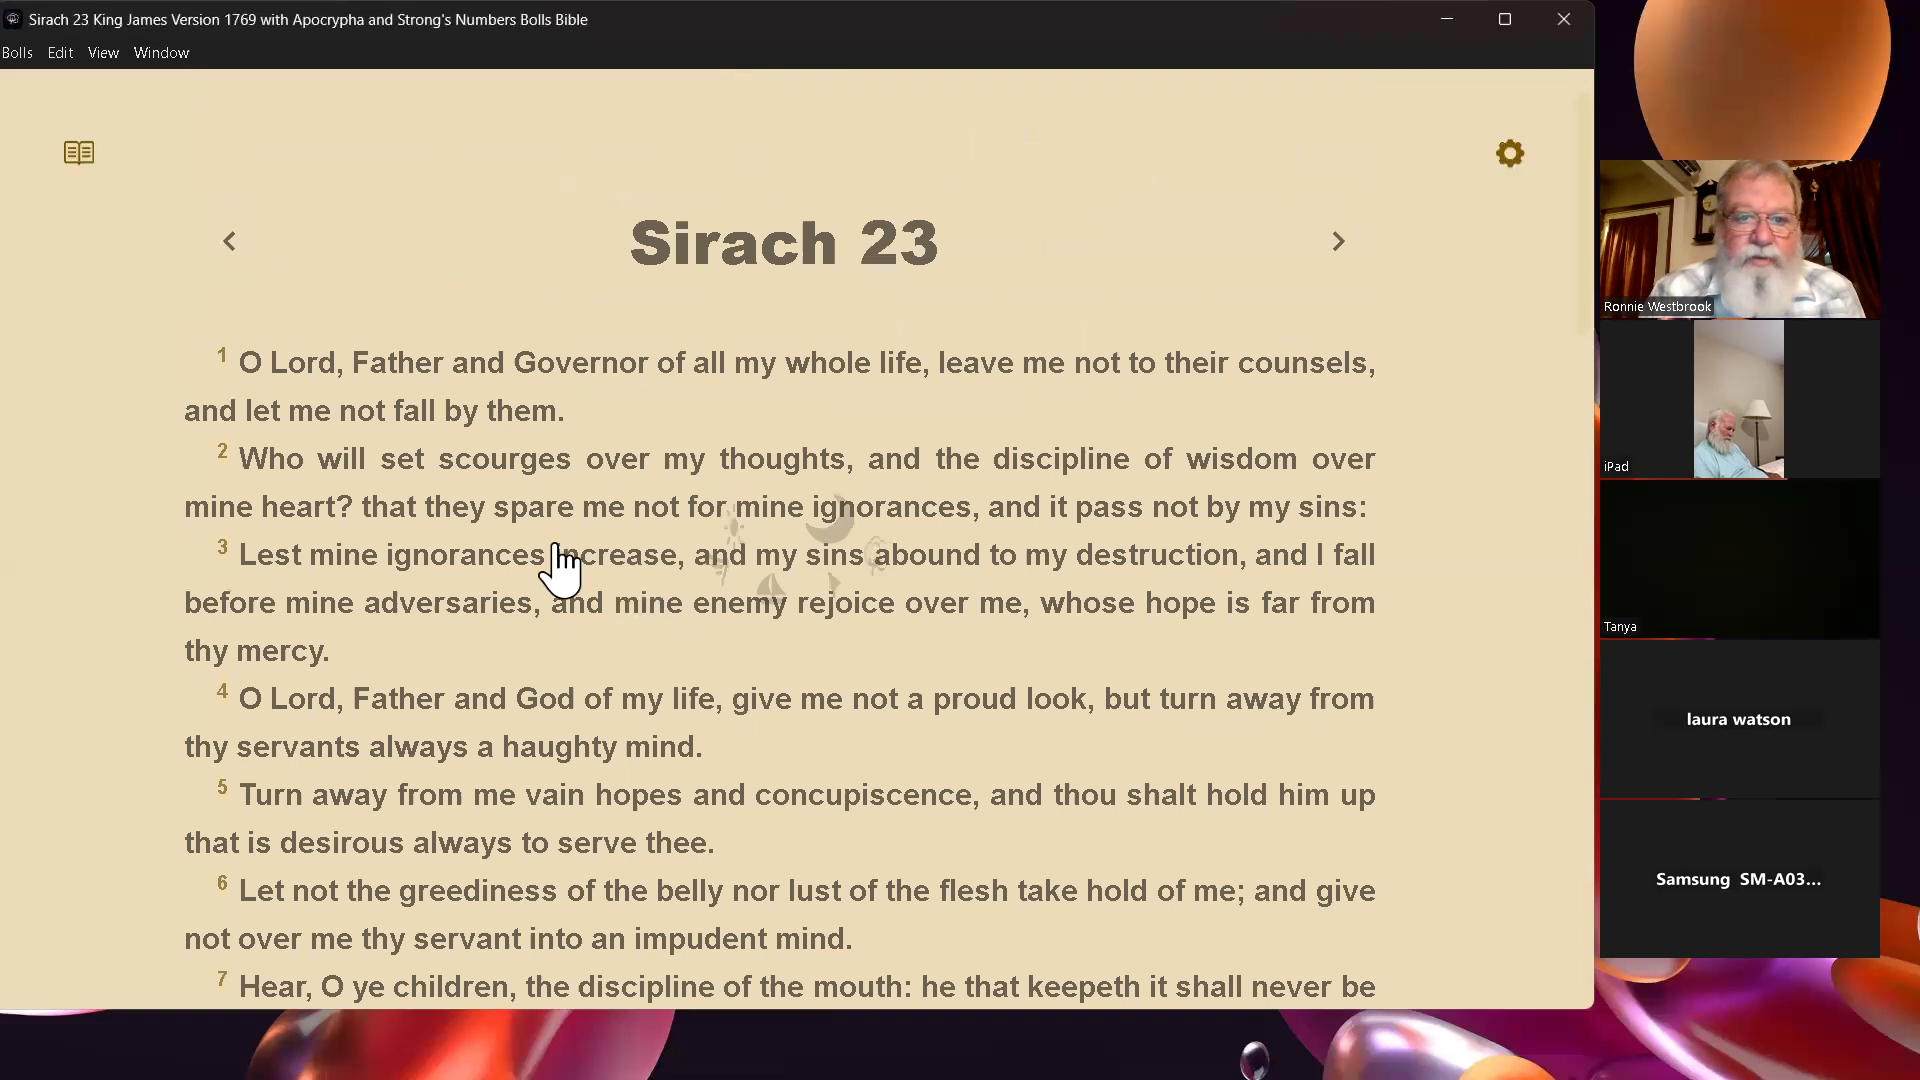 Sirach 23 King James Version 1769 with Apocrypha and Strong's Numbers Bolls Bible
Bolls Edit View Window
Sirach 23
1 O Lord, Father and Governor of all my whole life, leave me not to their counsels,
and let me not fall by them.
2 Who will set scourges over my thoughts, and the discipline of wisdom over
mine heart? that they spare me not for mine ignorances, and it pass not by my sins:
3 Lest mine ignorances increase, and my sins abound to my destruction, and I fall
before mine adversaries, and mine enemy rejoice over me, whose hope is far from
thy mercy.
4 O Lord, Father and God of my life, give me not a proud look, but turn away from
thy servants always a haughty mind.
5 Turn away from me vain hopes and concupiscence, and thou shalt hold him up
that is desirous always to serve thee.
6 Let not the greediness of the belly nor lust of the flesh take hold of me; and give
not over me thy servant into an impudent mind.
7 Hear, O ye children, the discipline of the mouth: he that keepeth it shall never be
Ronnie Westbrook
iPad
Tanya
laura watson
Samsung SM-A03...